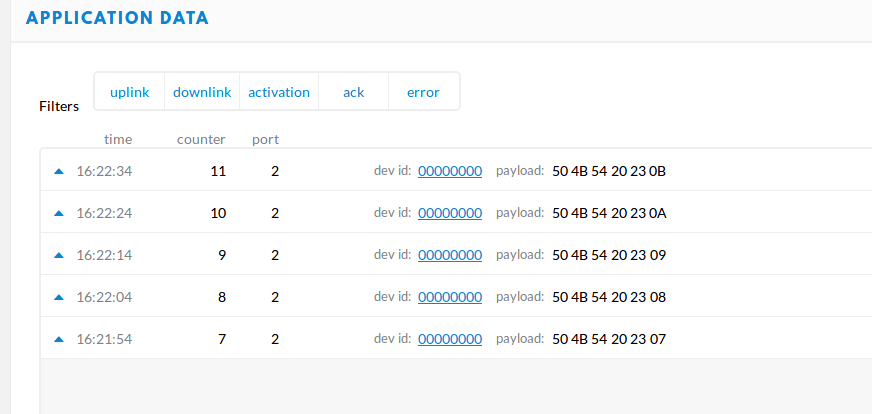 APPLICATION DATA
Filters uplink downlink activation ack error
time counter port
16:22:34 11 2 dev id: 00000000 payload: 50 4B 54 20 23 0B
16:22:24 10 2 dev id: 00000000 payload: 50 4B 54 20 23 0A
16:22:14 9 2 dev id: 00000000 payload: 50 4B 54 20 23 09
16:22:04 8 2 dev id: 00000000 payload: 50 4B 54 20 23 08
16:21:54 7 2 dev id: 00000000 payload: 50 4B 54 20 23 07